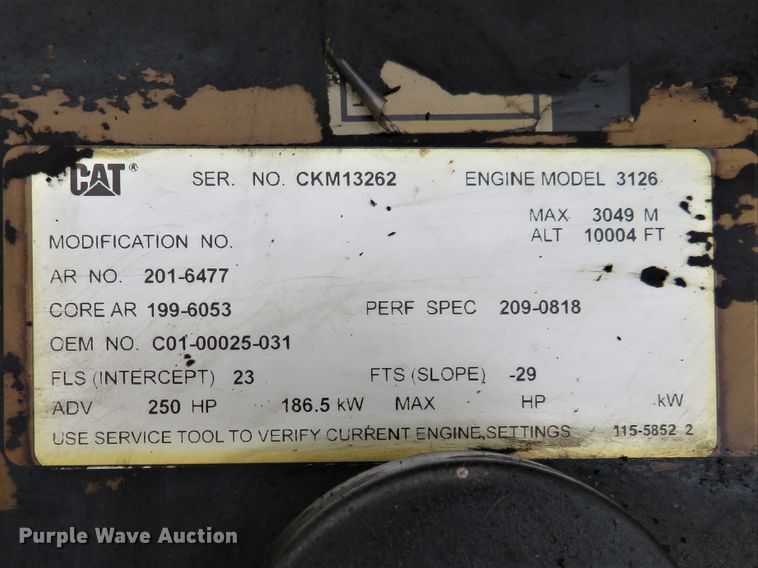 CAT® SER. NO. CKM13262 ENGINE MODEL 3126
MAX 3049 M
MODIFICATION NO. ALT 10004 FT
AR NO. 201-6477
CORE AR 199-6053 PERF SPEC 209-0818
OEM NO. C01-00025-031
FLS (INTERCEPT) 23 FTS (SLOPE) -29
ADV 250 HP 186.5 kW MAX HP kW
USE SERVICE TOOL TO VERIFY CURRENT ENGINE SETTINGS 115-5852 2
Purple Wave Auction